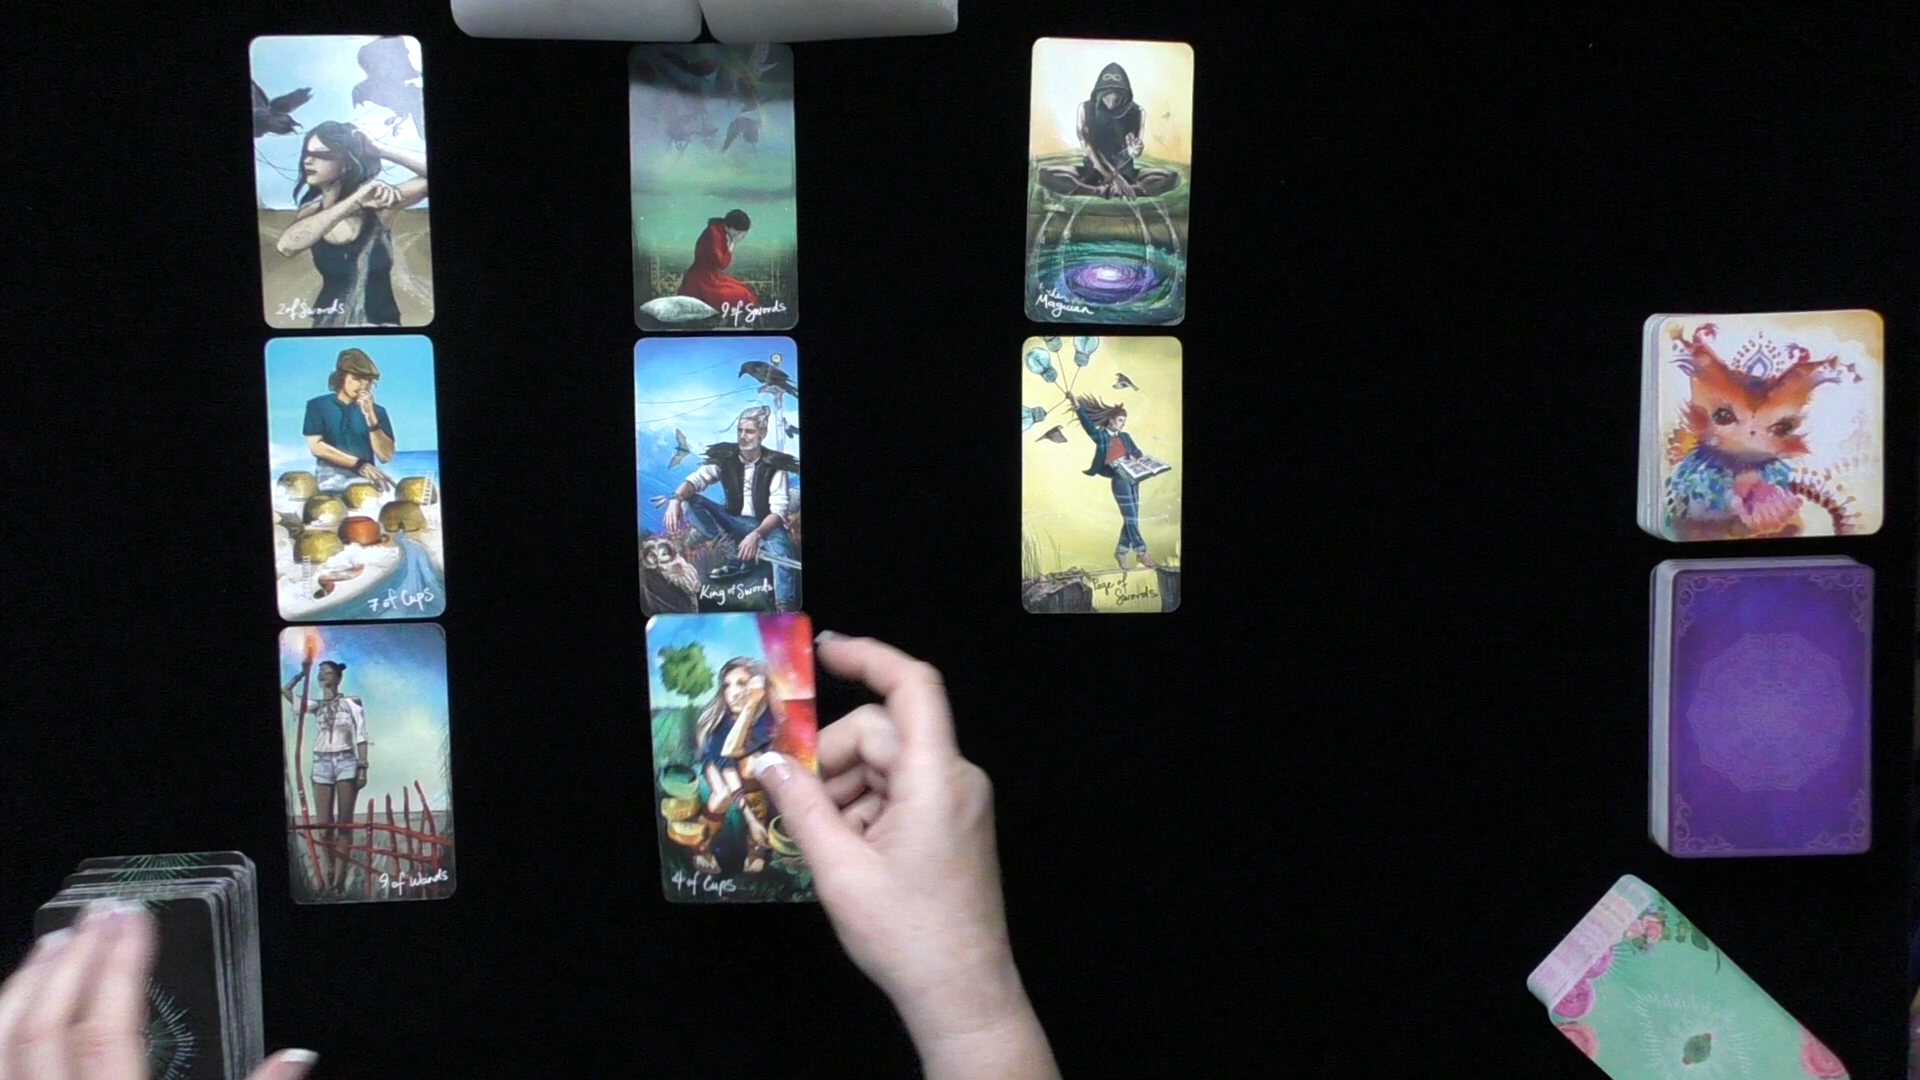 2 of Swords
9 of Swords
the
Magician
7 of Cups
King of Swords
Page of
Swords
9 of Wands
4 of Cups